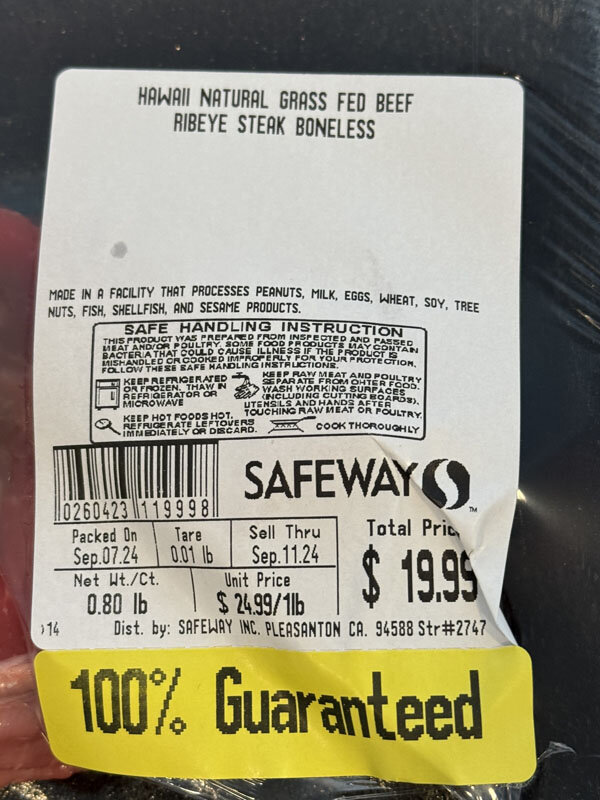 HAWAII NATURAL GRASS FED BEEF
RIBEYE STEAK BONELESS
MADE IN A FACILITY THAT PROCESSES PEANUTS, MILK, EGGS, WHEAT, SOY, TREE
NUTS, FISH, SHELLFISH, AND SESAME PRODUCTS.
SAFE HANDLING INSTRUCTION
THIS PRODUCT WAS PREPARED FROM INSPECTED AND PASSED
MEAT AND/OR POULTRY. SOME FOOD PRODUCTS MAY CONTAIN
BACTERIA THAT COULD CAUSE ILLNESS IF THE PRODUCT IS
MISHANDLED OR COOKED IMPROPERLY. FOR YOUR PROTECTION,
FOLLOW THESE SAFE HANDLING INSTRUCTIONS.
KEEP REFRIGERATED
OR FROZEN. THAW IN
REFRIGERATOR OR
MICROWAVE
KEEP RAW MEAT AND POULTRY
SEPARATE FROM OHTER FOOD.
WASH WORKING SURFACES
(INCLUDING CUTTING BOARDS),
UTENSILS AND HANDS AFTER
TOUCHING RAW MEAT OR POULTRY.
KEEP HOT FOODS HOT.
REFRIGERATE LEFTOVERS
IMMEDIATELY OR DISCARD.
COOK THOROUGHLY
0260423 119998
SAFEWAY
TM
Packed On
Sep.07.24
Tare
0.01 lb
Sell Thru
Sep.11.24
Total Pric
$ 19.99
Net Wt./Ct.
0.80 lb
Unit Price
$ 24.99/1lb
14
Dist. by: SAFEWAY INC. PLEASANTON CA. 94588 Str#2747
100% Guaranteed